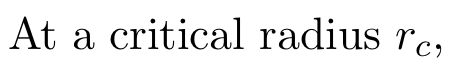 At a critical radius $r_c$,